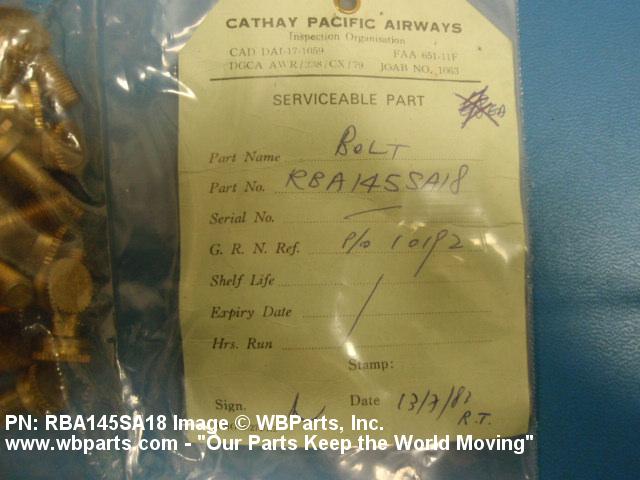 CATHAY PACIFIC AIRWAYS
Inspection Organisation
CAD DAI-17-1059 FAA 651-11F
DGCA AWR/238/CX/79 JOAB NO. 1063
SERVICEABLE PART
EA
Part Name BOLT
Part No. RBA145SA18
Serial No. —
G. R. N. Ref. P/O 10192
Shelf Life
Expiry Date /
Hrs. Run
Stamp:
Sign. Date 13/7/82
R.T.
PN: RBA145SA18 Image © WBParts, Inc.
www.wbparts.com - "Our Parts Keep the World Moving"